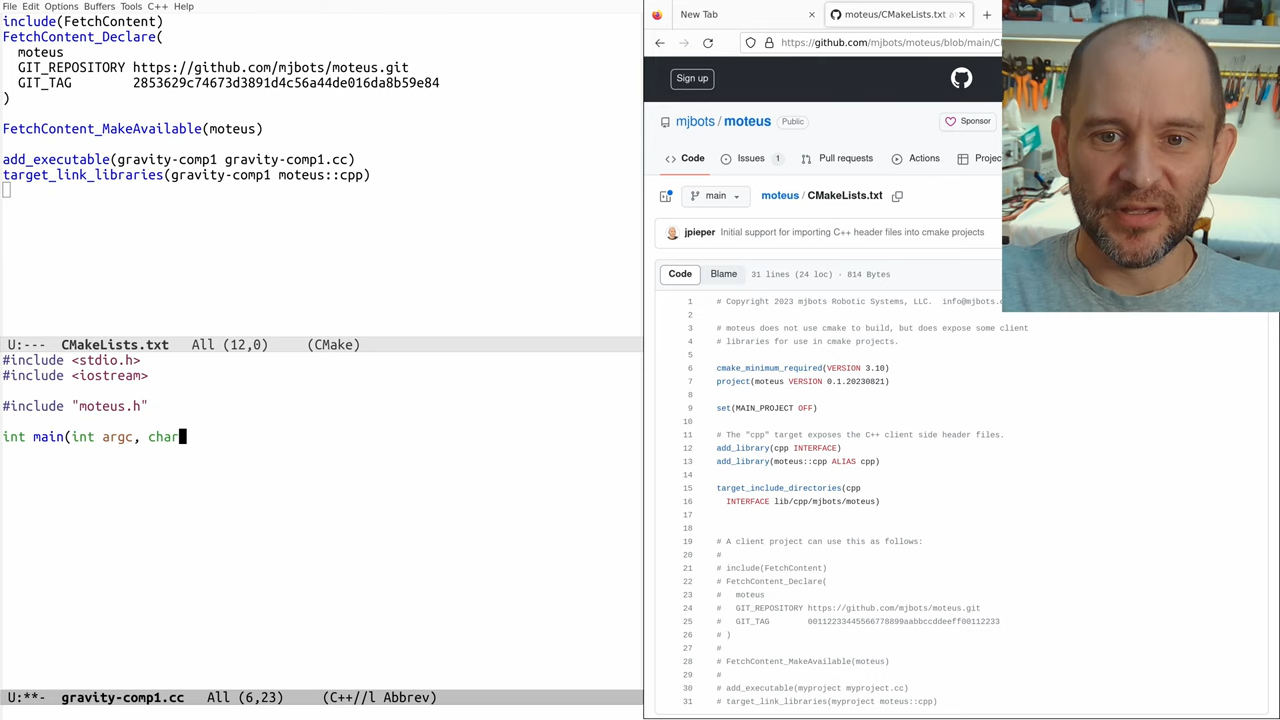 File Edit Options Buffers Tools C++ Help
include(FetchContent)
FetchContent_Declare(
  moteus
  GIT_REPOSITORY https://github.com/mjbots/moteus.git
  GIT_TAG        2853629c74673d3891d4c56a44de016da8b59e84
)
FetchContent_MakeAvailable(moteus)
add_executable(gravity-comp1 gravity-comp1.cc)
target_link_libraries(gravity-comp1 moteus::cpp)
U:--- CMakeLists.txt All (12,0) (CMake)
#include <stdio.h>
#include <iostream>
#include "moteus.h"
int main(int argc, char
U:**- gravity-comp1.cc All (6,23) (C++//l Abbrev)
New Tab
moteus/CMakeLists.txt a
https://github.com/mjbots/moteus/blob/main/C
Sign up
mjbots / moteus Public
Sponsor
Code Issues 1 Pull requests Actions Projec
main moteus / CMakeLists.txt
jpieper Initial support for importing C++ header files into cmake projects
Code Blame 31 lines (24 loc) · 814 Bytes
1 # Copyright 2023 mjbots Robotic Systems, LLC.  info@mjbots.c
2
3 # moteus does not use cmake to build, but does expose some client
4 # libraries for use in cmake projects.
5
6 cmake_minimum_required(VERSION 3.10)
7 project(moteus VERSION 0.1.20230821)
8
9 set(MAIN_PROJECT OFF)
10
11 # The "cpp" target exposes the C++ client side header files.
12 add_library(cpp INTERFACE)
13 add_library(moteus::cpp ALIAS cpp)
14
15 target_include_directories(cpp
16   INTERFACE lib/cpp/mjbots/moteus)
17
18
19 # A client project can use this as follows:
20 #
21 # include(FetchContent)
22 # FetchContent_Declare(
23 #   moteus
24 #   GIT_REPOSITORY https://github.com/mjbots/moteus.git
25 #   GIT_TAG        00112233445566778899aabbccddeeff00112233
26 # )
27 #
28 # FetchContent_MakeAvailable(moteus)
29 #
30 # add_executable(myproject myproject.cc)
31 # target_link_libraries(myproject moteus::cpp)